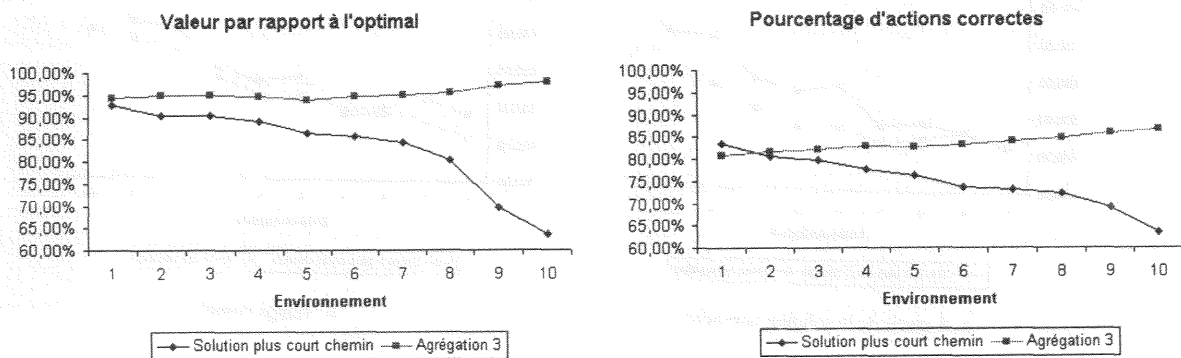 Valeur par rapport à l'optimal
100,00%
95,00%
90,00%
85,00%
80,00%
75,00%
70,00%
65,00%
60,00%
1 2 3 4 5 6 7 8 9 10
Environnement
Solution plus court chemin Agrégation 3
Pourcentage d'actions correctes
100,00%
95,00%
90,00%
85,00%
80,00%
75,00%
70,00%
65,00%
60,00%
1 2 3 4 5 6 7 8 9 10
Environnement
Solution plus court chemin Agrégation 3